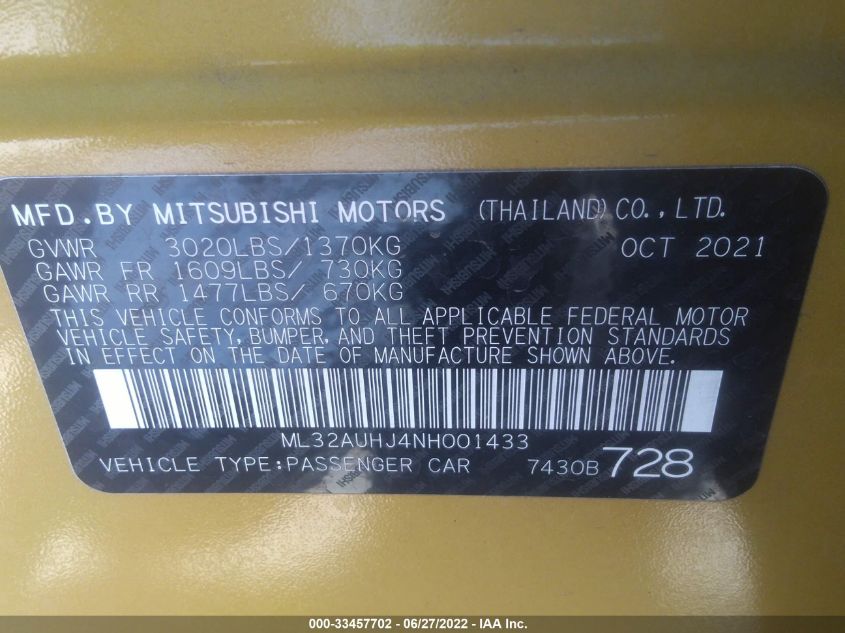 MFD.BY MITSUBISHI MOTORS (THAILAND)CO.,LTD.
GVWR 3020LBS/1370KG OCT 2021
GAWR FR 1609LBS/ 730KG
GAWR RR 1477LBS/ 670KG
THIS VEHICLE CONFORMS TO ALL APPLICABLE FEDERAL MOTOR
VEHICLE SAFETY, BUMPER, AND THEFT PREVENTION STANDARDS
IN EFFECT ON THE DATE OF MANUFACTURE SHOWN ABOVE.
ML32AUHJ4NH001433
VEHICLE TYPE:PASSENGER CAR 7430B 728
000-33457702 - 06/27/2022 - IAA Inc.